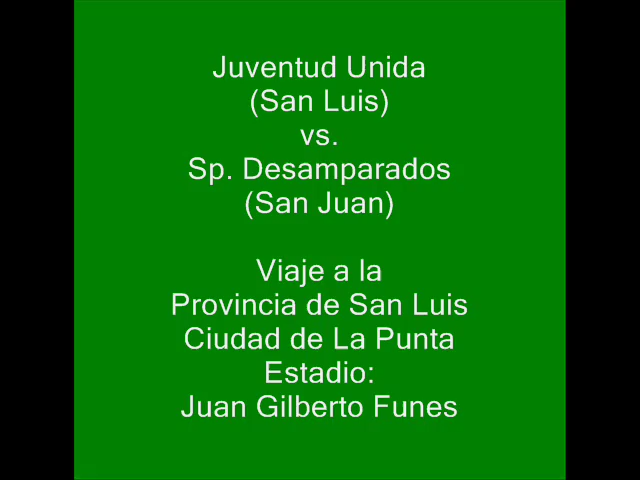 Juventud Unida
(San Luis)
vs.
Sp. Desamparados
(San Juan)
Viaje a la
Provincia de San Luis
Ciudad de La Punta
Estadio:
Juan Gilberto Funes